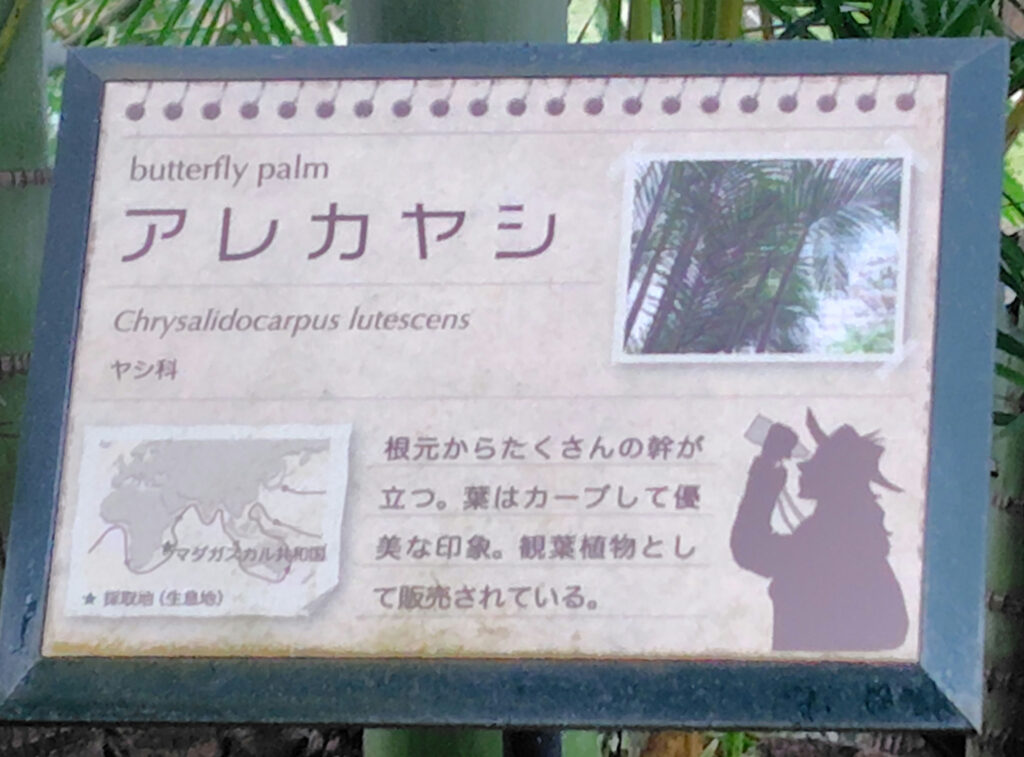 butterfly palm
アレカヤシ
Chrysalidocarpus lutescens
ヤシ科
根元からたくさんの幹が
立つ。葉はカーブして優
美な印象。観葉植物とし
て販売されている。
マダガスカル共和国
★ 採取地（生息地）